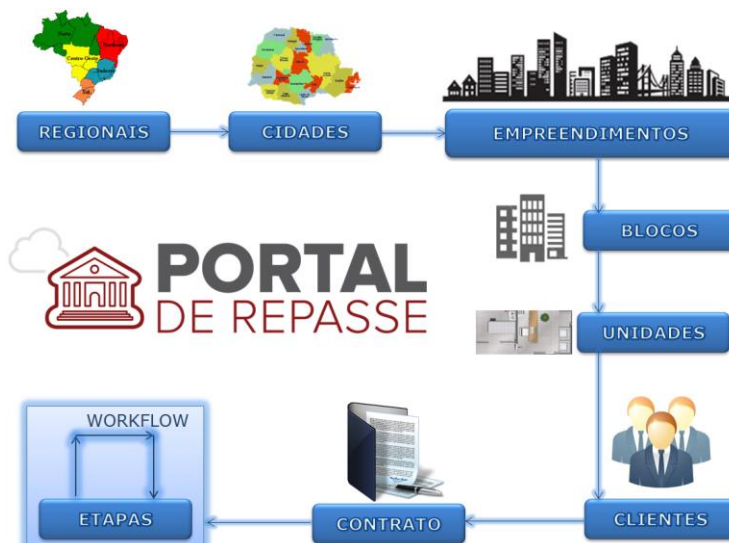 REGIONAIS
CIDADES
EMPREENDIMENTOS
BLOCOS
PORTAL
DE REPASSE
UNIDADES
WORKFLOW
ETAPAS
CONTRATO
CLIENTES